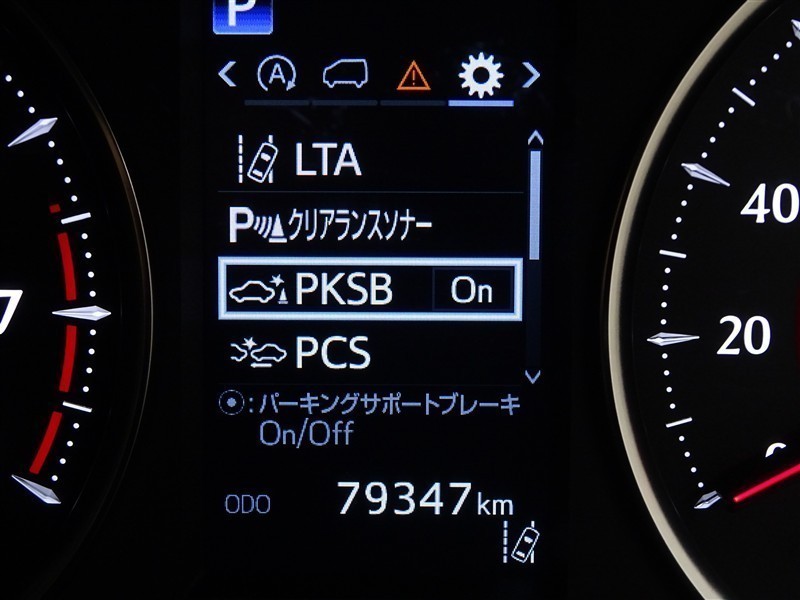 P
A
LTA
Pクリアランスソナー
PKSB On
PCS
:パーキングサポートブレーキ
On/Off
ODO 79347km
7
40
20
0